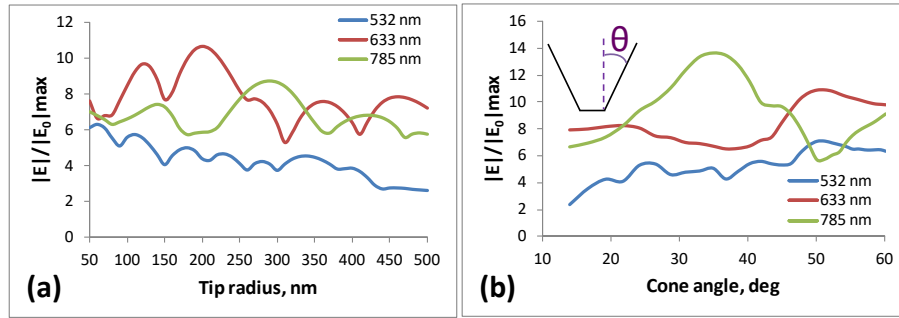 12
10
8
6
4
2
0
|E|/|E₀|max
532 nm
633 nm
785 nm
50 100 150 200 250 300 350 400 450 500
(a)
Tip radius, nm
16
14
12
10
8
6
4
2
0
|E|/|E₀|max
θ
532 nm
633 nm
785 nm
10 20 30 40 50 60
(b)
Cone angle, deg